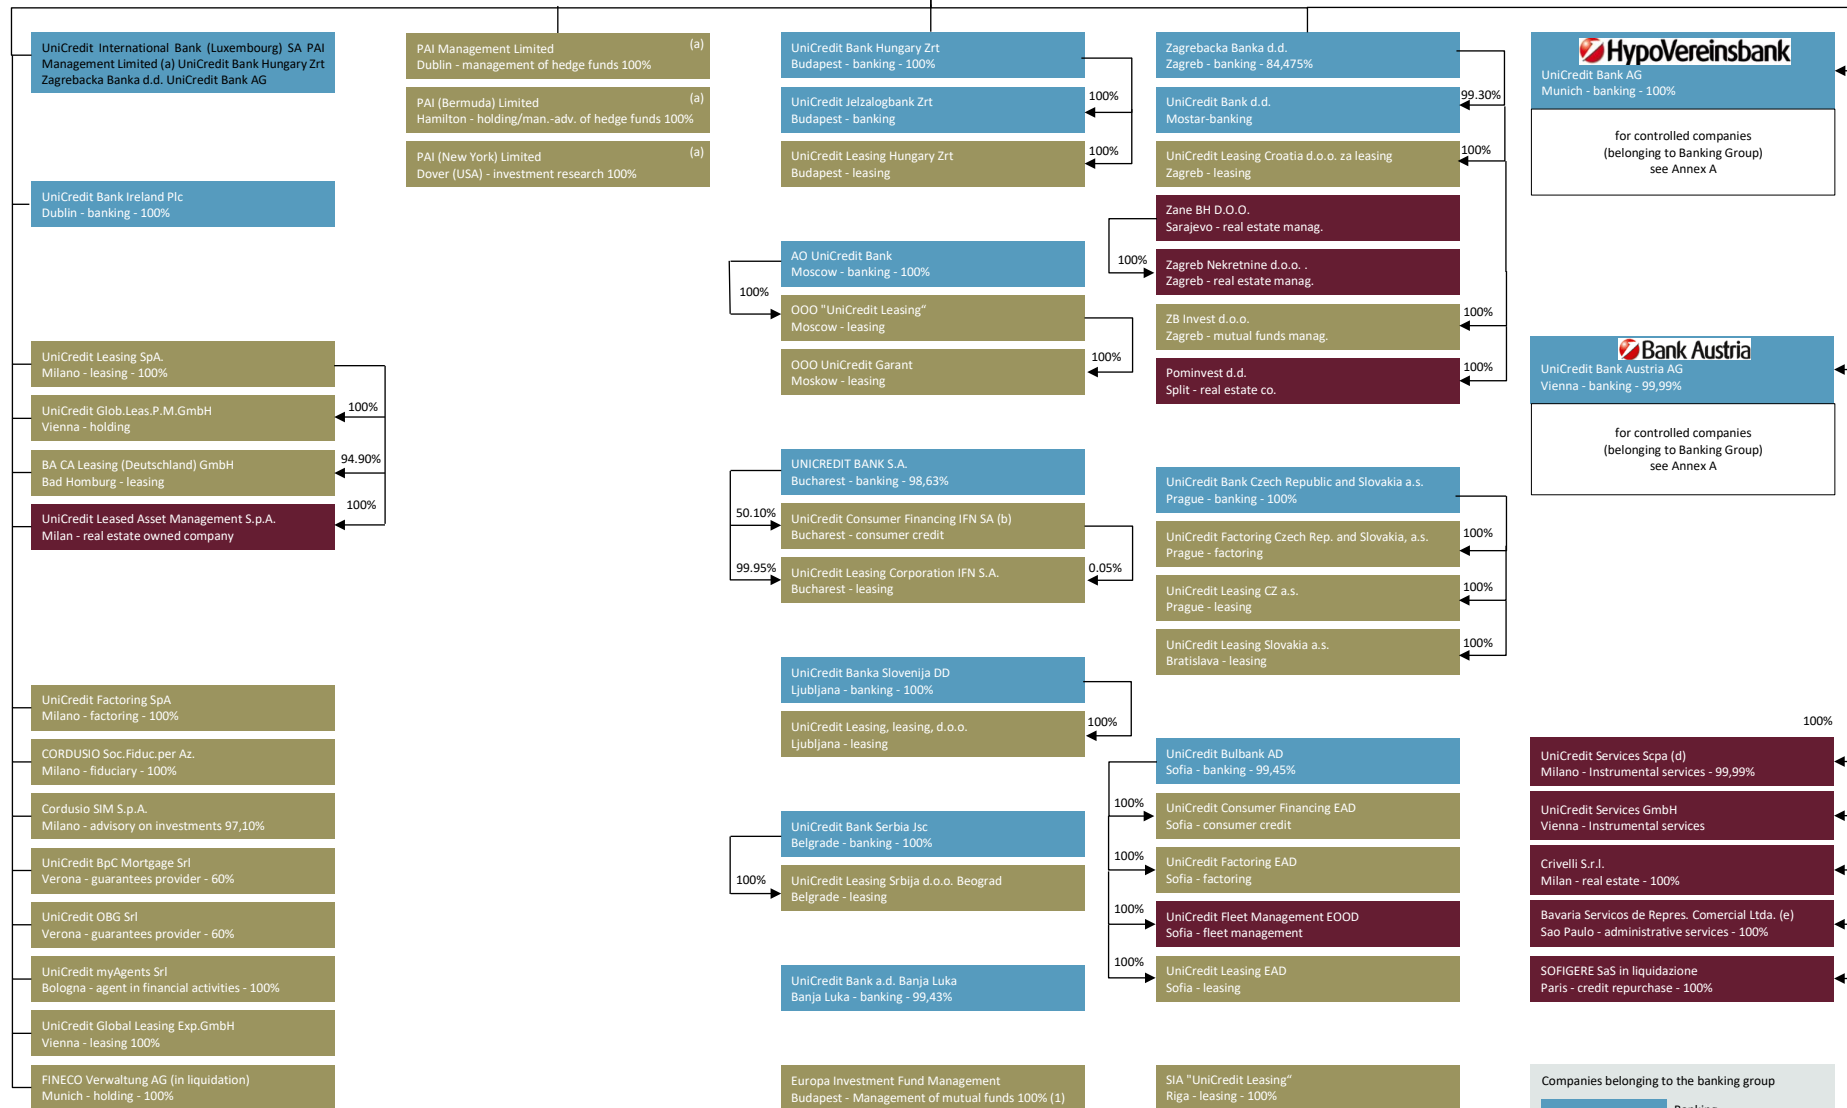 UniCredit International Bank (Luxembourg) SA PAI
Management Limited (a) UniCredit Bank Hungary Zrt
Zagrebacka Banka d.d. UniCredit Bank AG
UniCredit Bank Ireland Plc
Dublin - banking - 100%
UniCredit Leasing SpA.
Milano - leasing - 100%
UniCredit Glob.Leas.P.M.GmbH
Vienna - holding
100%
BA CA Leasing (Deutschland) GmbH
Bad Homburg - leasing
94.90%
UniCredit Leased Asset Management S.p.A.
Milan - real estate owned company
100%
UniCredit Factoring SpA
Milano - factoring - 100%
CORDUSIO Soc.Fiduc.per Az.
Milano - fiduciary - 100%
Cordusio SIM S.p.A.
Milano - advisory on investments 97,10%
UniCredit BpC Mortgage Srl
Verona - guarantees provider - 60%
UniCredit OBG Srl
Verona - guarantees provider - 60%
UniCredit myAgents Srl
Bologna - agent in financial activities - 100%
UniCredit Global Leasing Exp.GmbH
Vienna - leasing 100%
FINECO Verwaltung AG (in liquidation)
Munich - holding - 100%
PAI Management Limited (a)
Dublin - management of hedge funds 100%
PAI (Bermuda) Limited (a)
Hamilton - holding/man.-adv. of hedge funds 100%
PAI (New York) Limited (a)
Dover (USA) - investment research 100%
UniCredit Bank Hungary Zrt
Budapest - banking - 100%
UniCredit Jelzalogbank Zrt
Budapest - banking
100%
UniCredit Leasing Hungary Zrt
Budapest - leasing
100%
AO UniCredit Bank
Moscow - banking - 100%
100%
OOO "UniCredit Leasing“
Moscow - leasing
OOO UniCredit Garant
Moskow - leasing
100%
UNICREDIT BANK S.A.
Bucharest - banking - 98,63%
50.10%
UniCredit Consumer Financing IFN SA (b)
Bucharest - consumer credit
99.95%
UniCredit Leasing Corporation IFN S.A.
Bucharest - leasing
0.05%
UniCredit Banka Slovenija DD
Ljubljana - banking - 100%
UniCredit Leasing, leasing, d.o.o.
Ljubljana - leasing
100%
UniCredit Bank Serbia Jsc
Belgrade - banking - 100%
100%
UniCredit Leasing Srbija d.o.o. Beograd
Belgrade - leasing
UniCredit Bank a.d. Banja Luka
Banja Luka - banking - 99,43%
Europa Investment Fund Management
Budapest - Management of mutual funds 100% (1)
Zagrebacka Banka d.d.
Zagreb - banking - 84,475%
UniCredit Bank d.d.
Mostar-banking
99.30%
UniCredit Leasing Croatia d.o.o. za leasing
Zagreb - leasing
100%
Zane BH D.O.O.
Sarajevo - real estate manag.
100%
Zagreb Nekretnine d.o.o. .
Zagreb - real estate manag.
ZB Invest d.o.o.
Zagreb - mutual funds manag.
100%
Pominvest d.d.
Split - real estate co.
100%
UniCredit Bank Czech Republic and Slovakia a.s.
Prague - banking - 100%
UniCredit Factoring Czech Rep. and Slovakia, a.s.
Prague - factoring
100%
UniCredit Leasing CZ a.s.
Prague - leasing
100%
UniCredit Leasing Slovakia a.s.
Bratislava - leasing
100%
UniCredit Bulbank AD
Sofia - banking - 99,45%
100%
UniCredit Consumer Financing EAD
Sofia - consumer credit
100%
UniCredit Factoring EAD
Sofia - factoring
100%
UniCredit Fleet Management EOOD
Sofia - fleet management
100%
UniCredit Leasing EAD
Sofia - leasing
SIA "UniCredit Leasing“
Riga - leasing - 100%
HypoVereinsbank
UniCredit Bank AG
Munich - banking - 100%
for controlled companies
(belonging to Banking Group)
see Annex A
Bank Austria
UniCredit Bank Austria AG
Vienna - banking - 99,99%
for controlled companies
(belonging to Banking Group)
see Annex A
100%
UniCredit Services Scpa (d)
Milano - Instrumental services - 99,99%
UniCredit Services GmbH
Vienna - Instrumental services
Crivelli S.r.l.
Milan - real estate - 100%
Bavaria Servicos de Repres. Comercial Ltda. (e)
Sao Paulo - administrative services - 100%
SOFIGERE SaS in liquidazione
Paris - credit repurchase - 100%
Companies belonging to the banking group
Banking